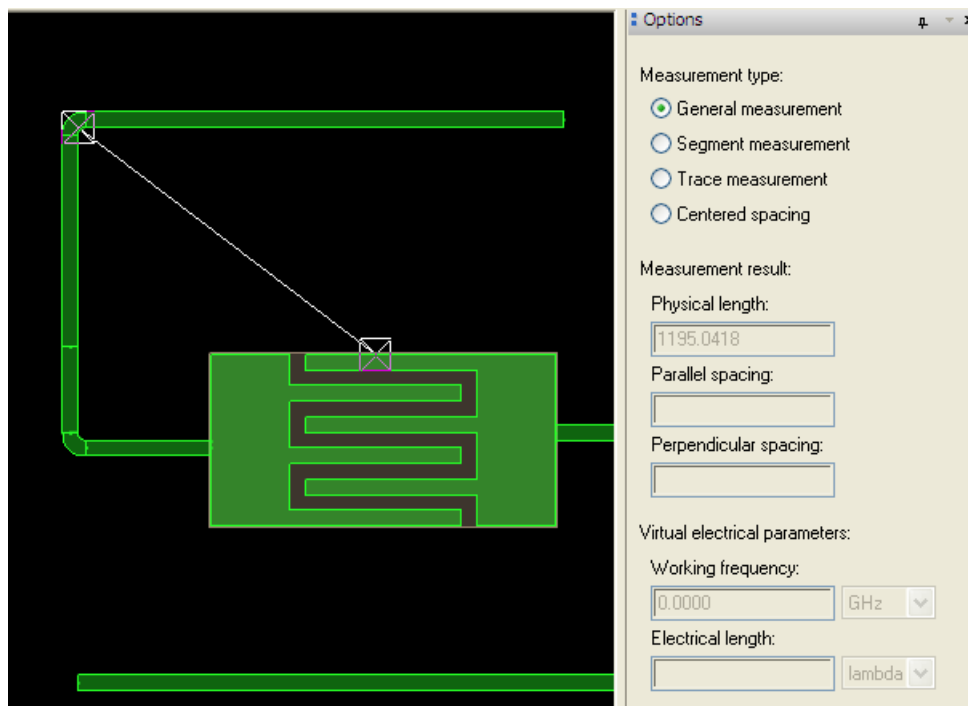 Options
Measurement type:
General measurement
Segment measurement
Trace measurement
Centered spacing
Measurement result:
Physical length:
1195.0418
Parallel spacing:
Perpendicular spacing:
Virtual electrical parameters:
Working frequency:
0.0000 GHz
Electrical length:
lambda